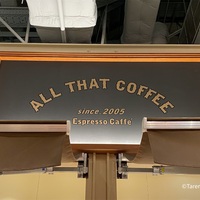 ALL THAT COFFEE
since 2005
Espresso Caffe